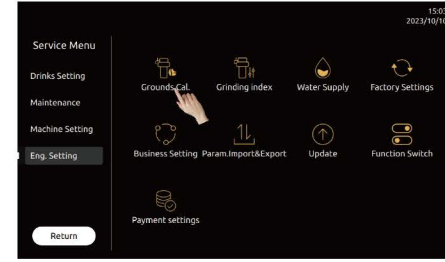 15:03
2023/10/10
Service Menu
Drinks Setting
Maintenance
Machine Setting
Eng. Setting
Return
Grounds Cal.
Grinding index
Water Supply
Factory Settings
Business Setting
Param.Import&Export
Update
Function Switch
Payment settings